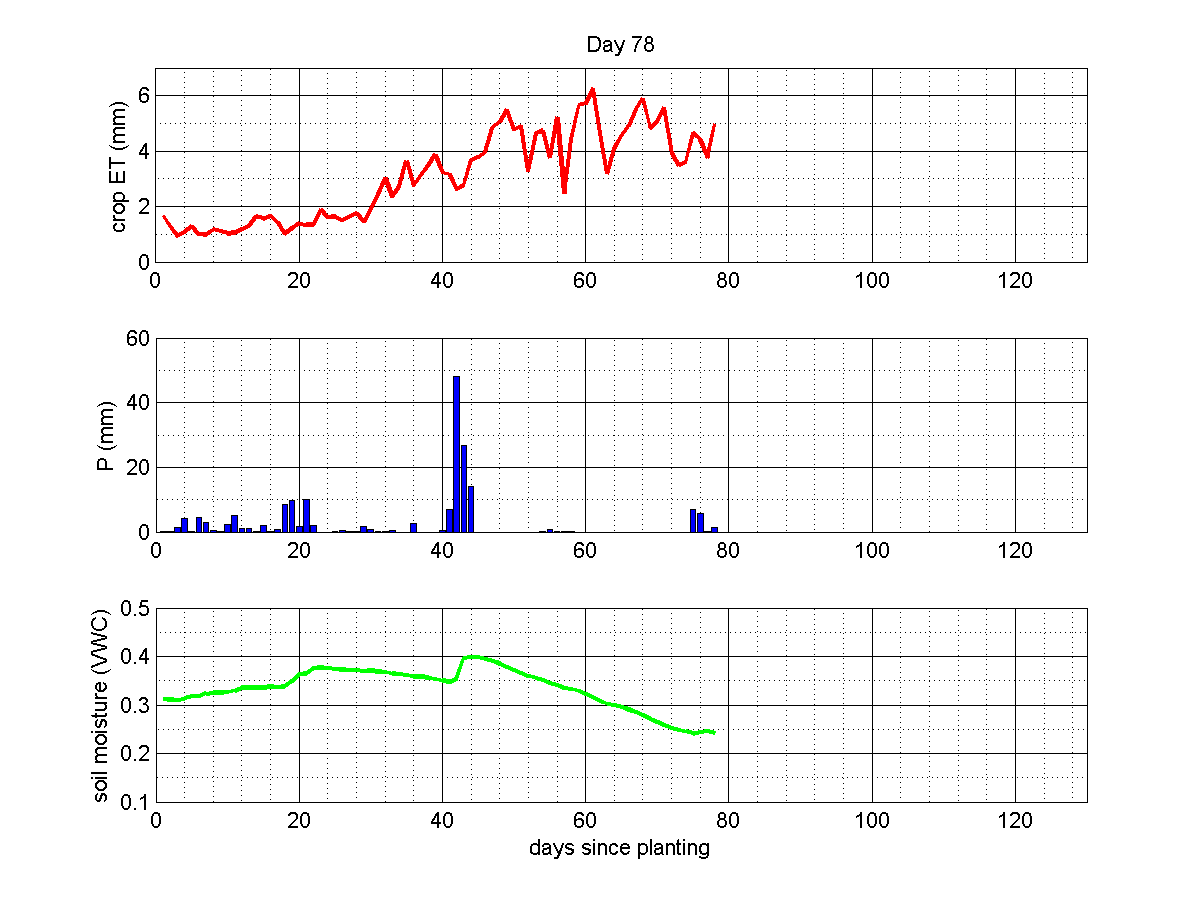 Day 78
crop ET (mm)
6
4
2
0
0 20 40 60 80 100 120
P (mm)
60
40
20
0
0 20 40 60 80 100 120
soil moisture (VWC)
0.5
0.4
0.3
0.2
0.1
0 20 40 60 80 100 120
days since planting